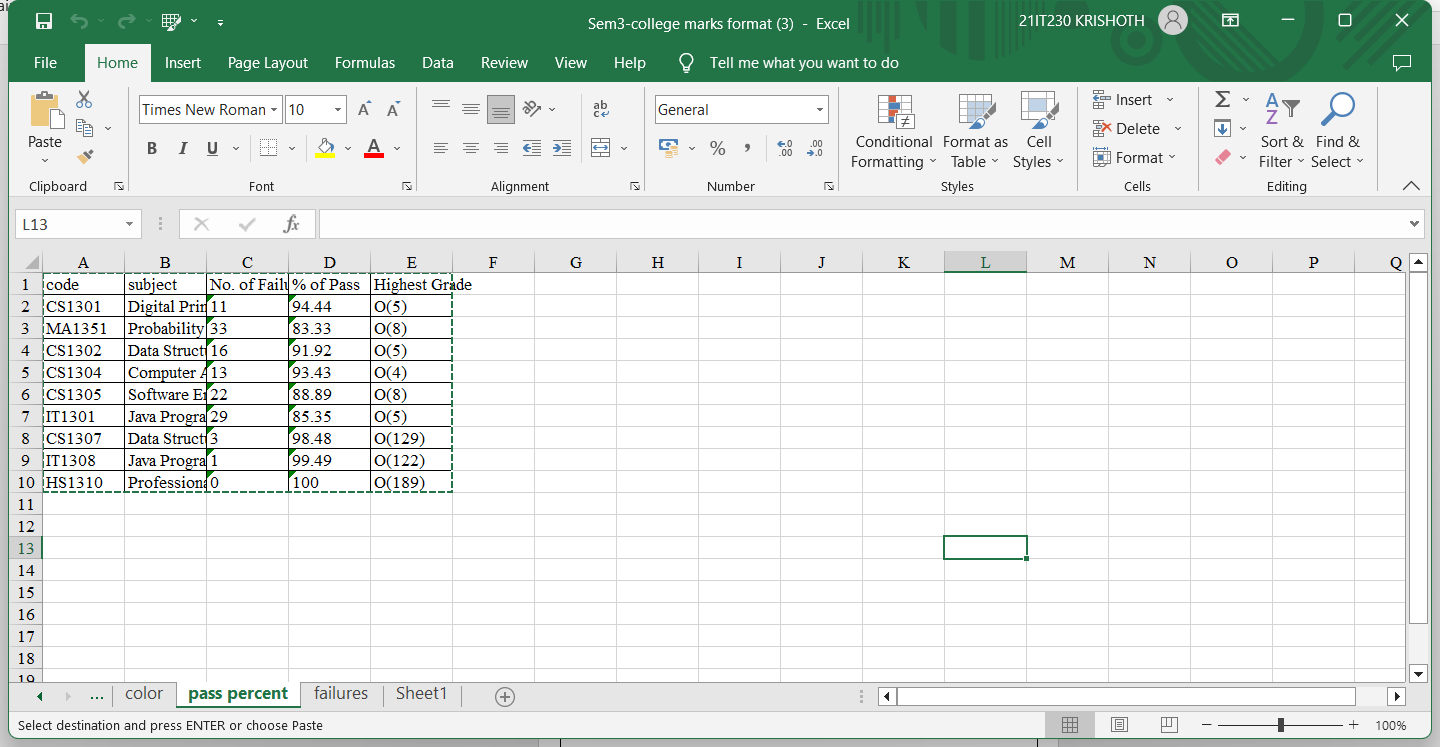 Sem3-college marks format (3) - Excel
21IT230 KRISHOTH
File Home Insert Page Layout Formulas Data Review View Help Tell me what you want to do
Times New Roman 10 General
ab
Paste
B I U A % , .00 .00
Conditional Formatting
Format as Table
Cell Styles
Insert
Delete
Format
Sort & Filter
Find & Select
Clipboard Font Alignment Number Styles Cells Editing
L13 fx
A B C D E F G H I J K L M N O P Q
1 code subject No. of Failu % of Pass Highest Grade
2 CS1301 Digital Prin 11 94.44 O(5)
3 MA1351 Probability 33 83.33 O(8)
4 CS1302 Data Struct 16 91.92 O(5)
5 CS1304 Computer A 13 93.43 O(4)
6 CS1305 Software En 22 88.89 O(8)
7 IT1301 Java Progra 29 85.35 O(5)
8 CS1307 Data Struct 3 98.48 O(129)
9 IT1308 Java Progra 1 99.49 O(122)
10 HS1310 Professiona 0 100 O(189)
11
12
13
14
15
16
17
18
19
... color pass percent failures Sheet1
Select destination and press ENTER or choose Paste
100%